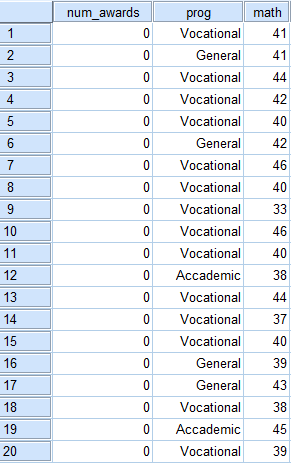 num_awards prog math
1 0 Vocational 41
2 0 General 41
3 0 Vocational 44
4 0 Vocational 42
5 0 Vocational 40
6 0 General 42
7 0 Vocational 46
8 0 Vocational 40
9 0 Vocational 33
10 0 Vocational 46
11 0 Vocational 40
12 0 Accademic 38
13 0 Vocational 44
14 0 Vocational 37
15 0 Vocational 40
16 0 General 39
17 0 General 43
18 0 Vocational 38
19 0 Accademic 45
20 0 Vocational 39